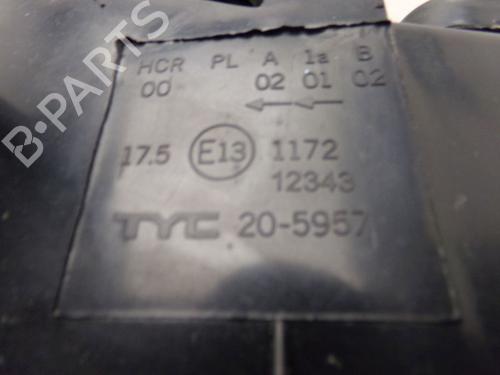 HCR PL A 1a B
00 02 01 02
17.5 E13 1172
12343
TYC 20-5957
B-PARTS